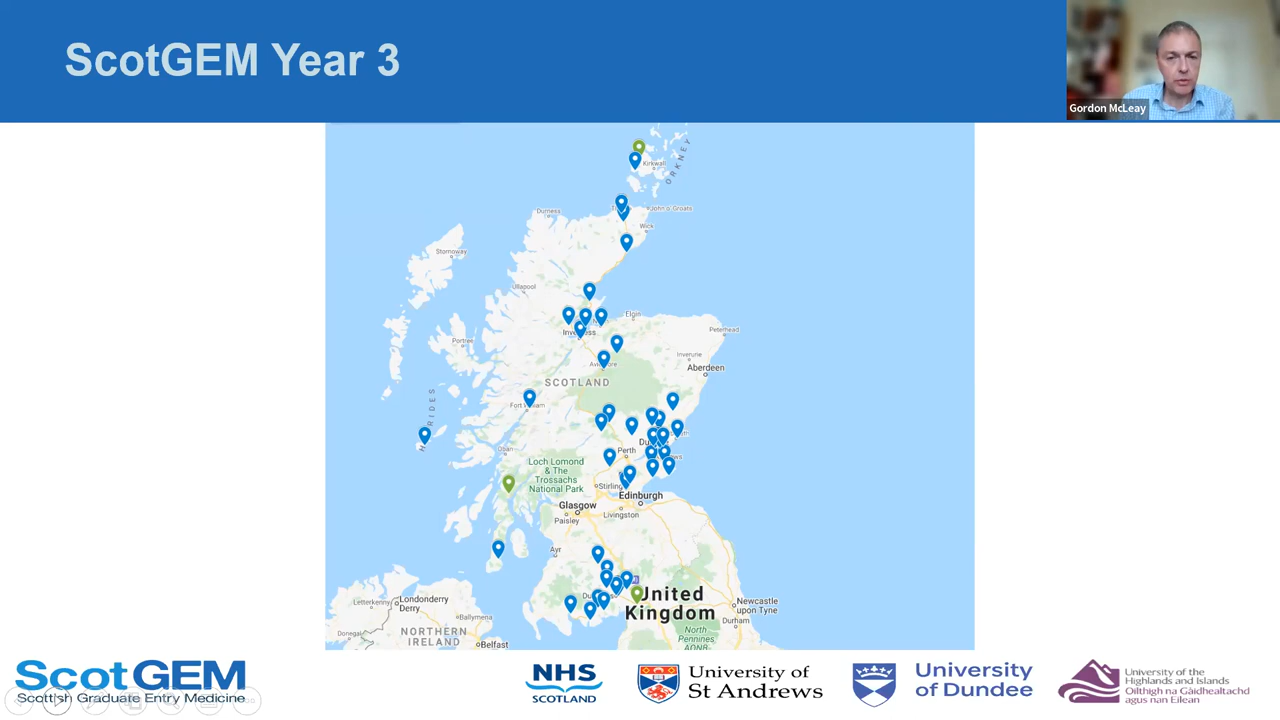 ScotGEM Year 3
Gordon McLeay
ORKNEY
Kirkwall
Durness
John o' Groats
Wick
Stornoway
Ullapool
Elgin
Peterhead
Portree
Inverurie
Aberdeen
SCOTLAND
Fort William
Oban
Perth
Loch Lomond
& The
Trossachs
National Park
Stirling
Edinburgh
Glasgow
Livingston
Paisley
Ayr
United
Kingdom
Newcastle
upon Tyne
Durham
Londonderry
Derry
Letterkenny
Ballymena
Donegal
NORTHERN
IRELAND
Belfast
North
Pennines
AONB
ScotGEM
Scottish Graduate Entry Medicine
NHS
SCOTLAND
University of
St Andrews
University
of Dundee
University of the
Highlands and Islands
Oilthigh na Gàidhealtachd
agus nan Eilean